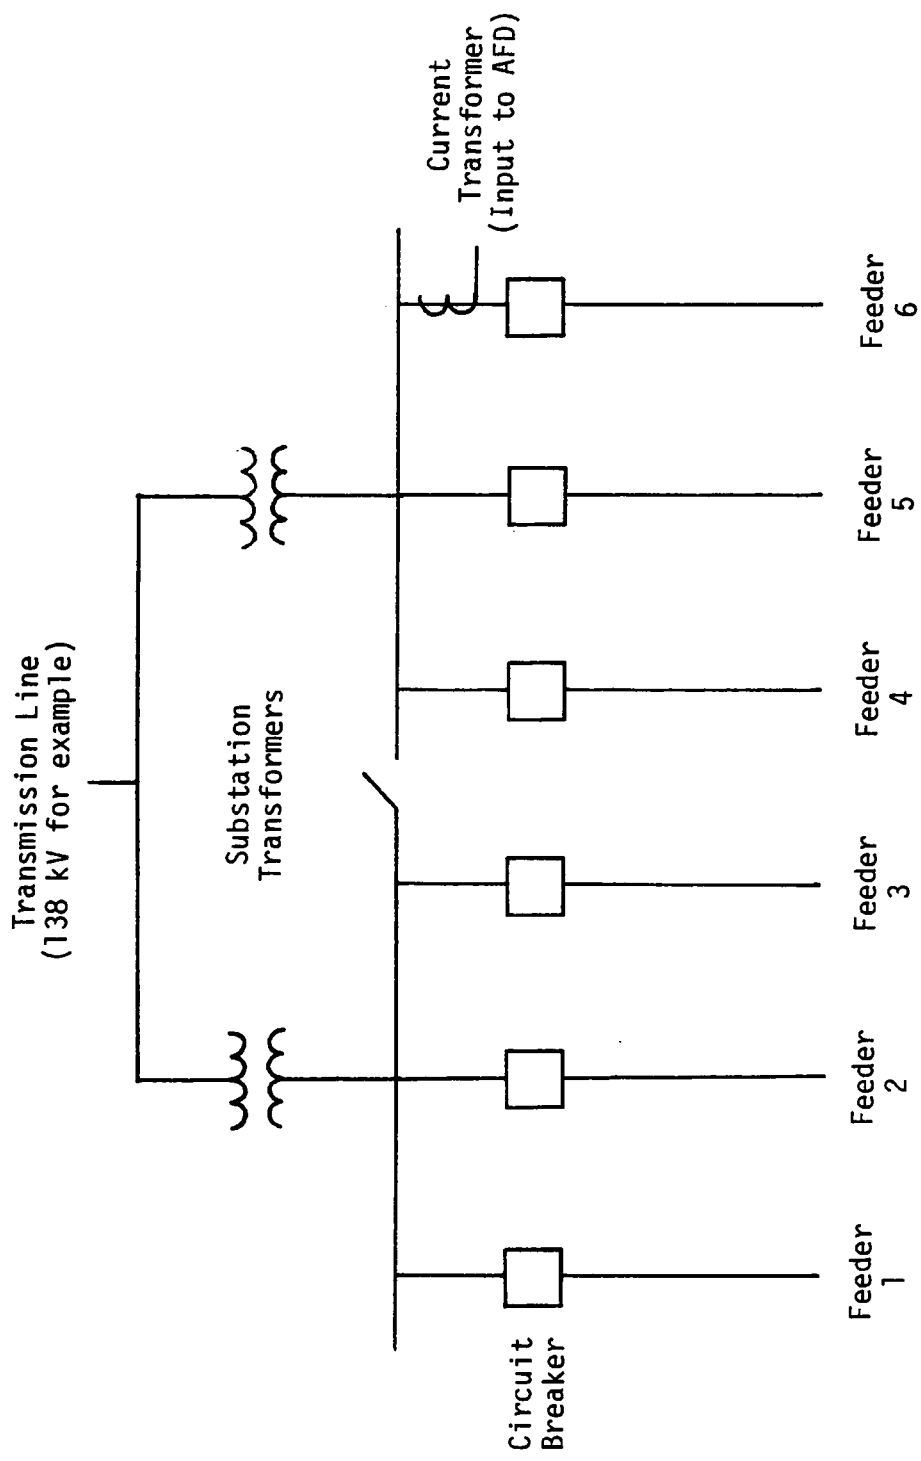 Transmission Line
(138 kV for example)
Substation
Transformers
Current
Transformer
(Input to AFD)
Circuit
Breaker
Feeder
1
Feeder
2
Feeder
3
Feeder
4
Feeder
5
Feeder
6